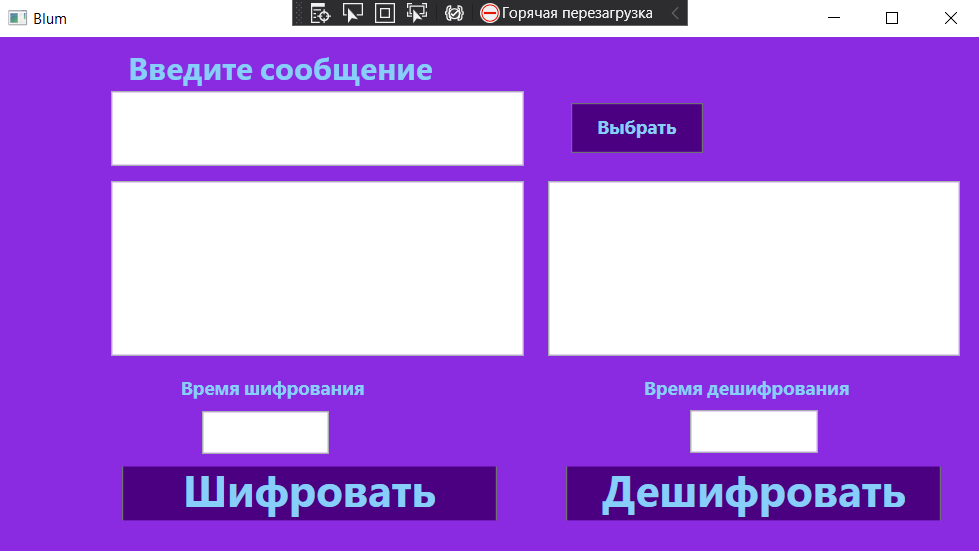 Blum
Горячая перезагрузка
Введите сообщение
Выбрать
Время шифрования
Время дешифрования
Шифровать
Дешифровать